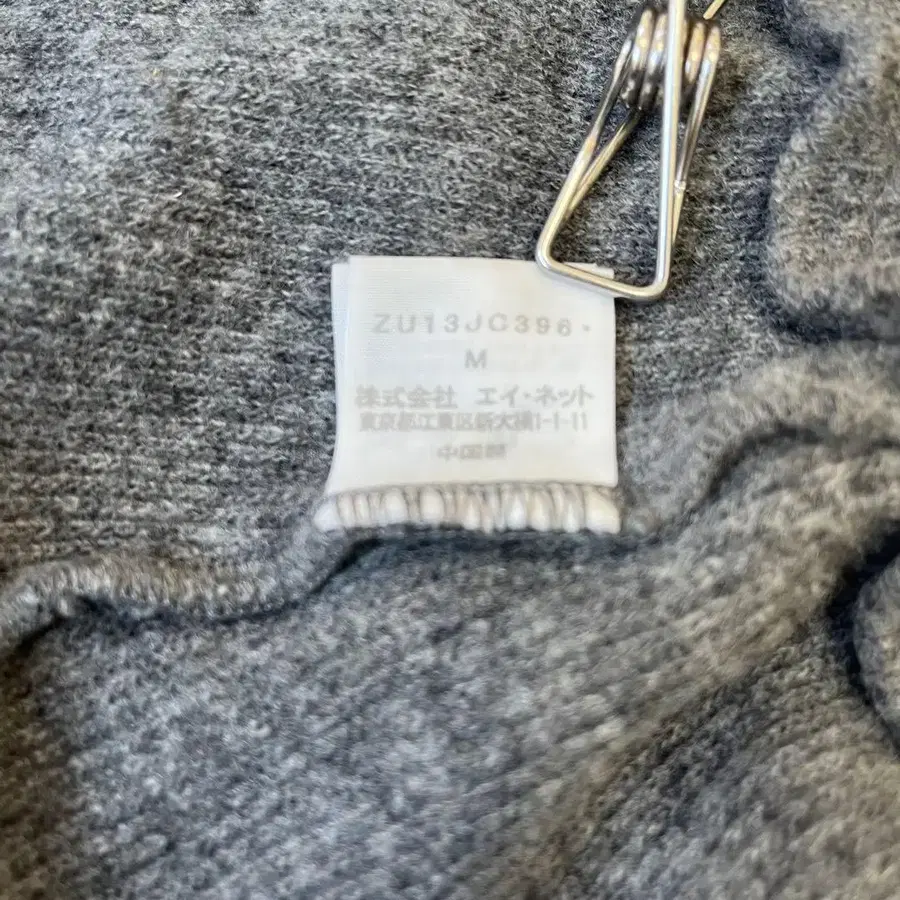 ZU13JC396・
M
株式会社 エイ・ネット
東京都江東区新大橋1-1-11
中国製